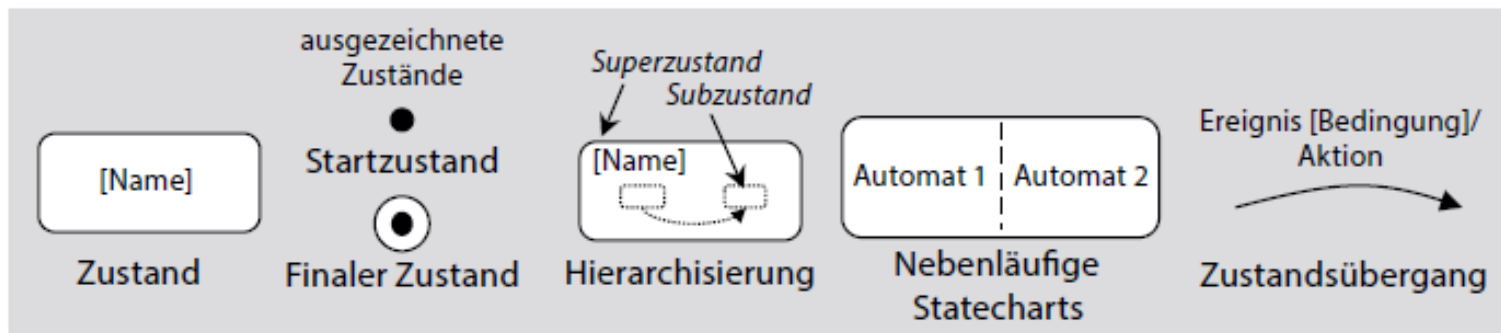 [Name]
Zustand
ausgezeichnete
Zustände
Startzustand
Finaler Zustand
Superzustand
Subzustand
[Name]
Hierarchisierung
Automat 1
Automat 2
Nebenläufige
Statecharts
Ereignis [Bedingung]/
Aktion
Zustandsübergang